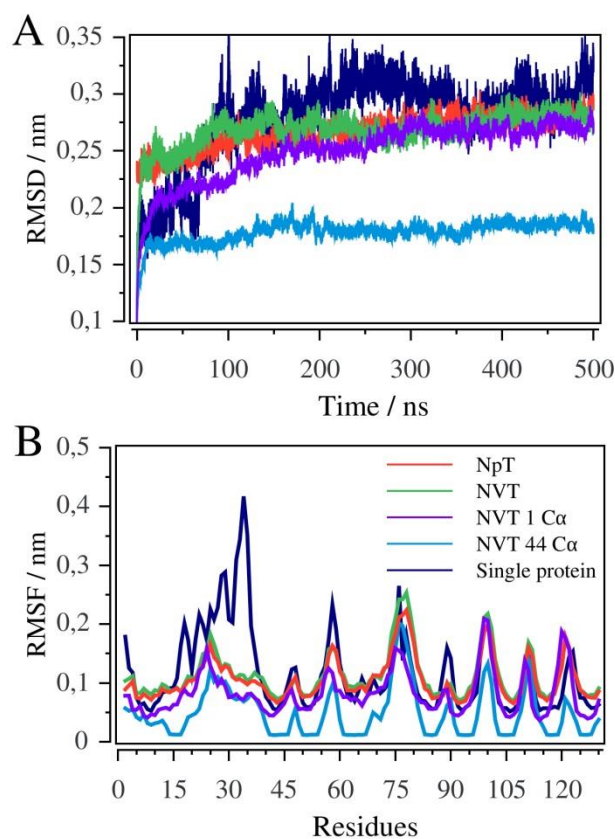 A
0,35
0,3
0,25
0,2
0,15
0,1
RMSD / nm
0 100 200 300 400 500
Time / ns
B
0,5
0,4
0,3
0,2
0,1
0
RMSF / nm
NpT
NVT
NVT 1 Cα
NVT 44 Cα
Single protein
0 15 30 45 60 75 90 105 120
Residues